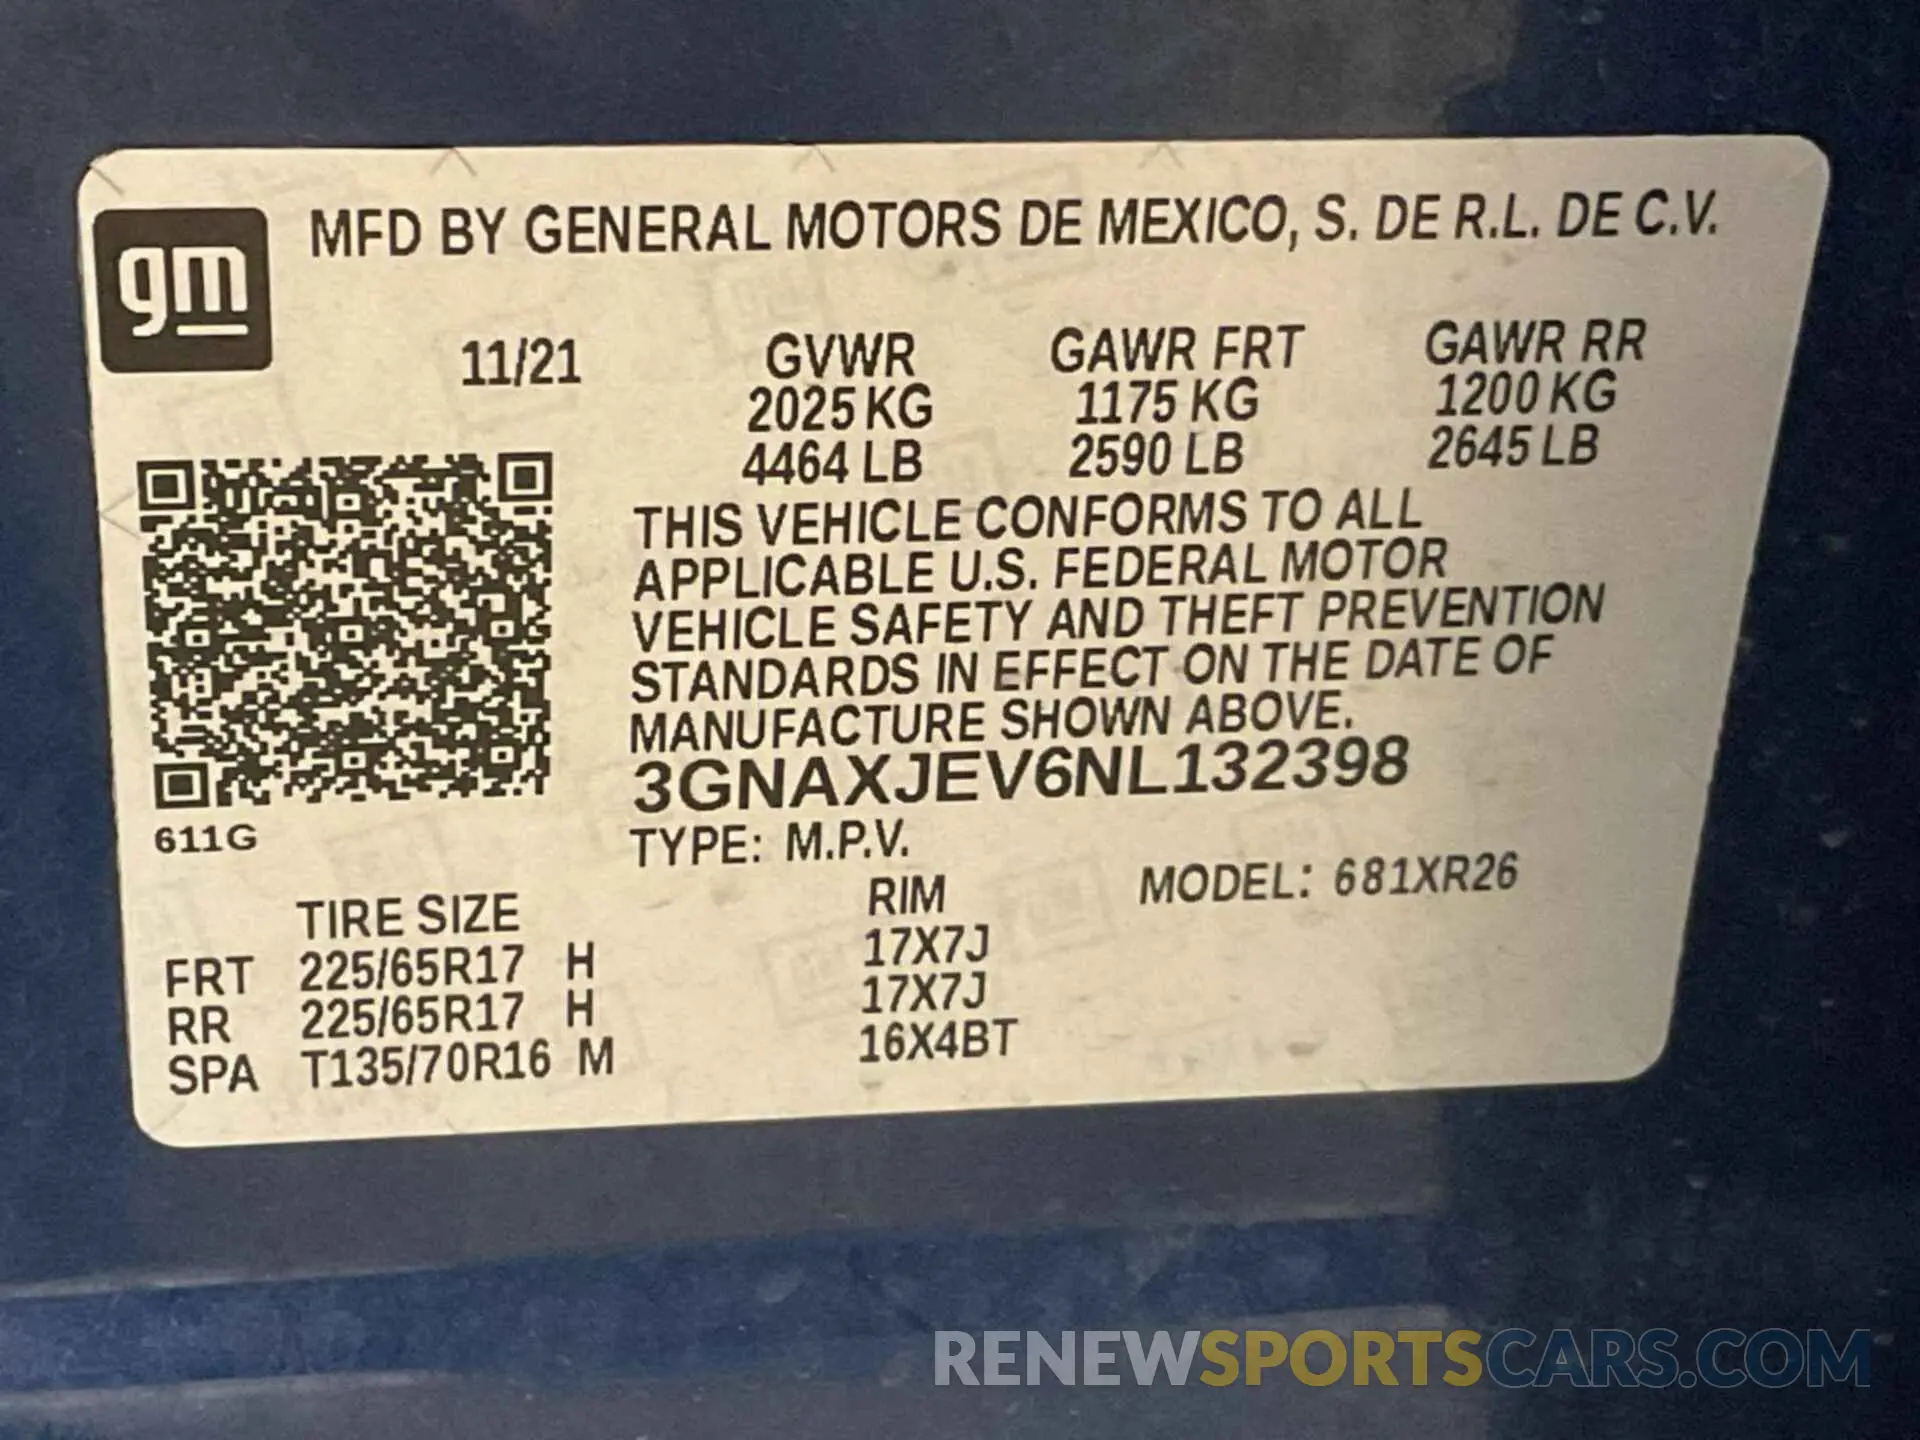 gm
MFD BY GENERAL MOTORS DE MEXICO, S. DE R.L. DE C.V.
11/21 GVWR GAWR FRT GAWR RR
2025 KG 1175 KG 1200 KG
4464 LB 2590 LB 2645 LB
THIS VEHICLE CONFORMS TO ALL
APPLICABLE U.S. FEDERAL MOTOR
VEHICLE SAFETY AND THEFT PREVENTION
STANDARDS IN EFFECT ON THE DATE OF
MANUFACTURE SHOWN ABOVE.
3GNAXJEV6NL132398
611G
TYPE: M.P.V.
MODEL: 681XR26
TIRE SIZE RIM
FRT 225/65R17 H 17X7J
RR 225/65R17 H 17X7J
SPA T135/70R16 M 16X4BT
RENEWSPORTSCARS.COM